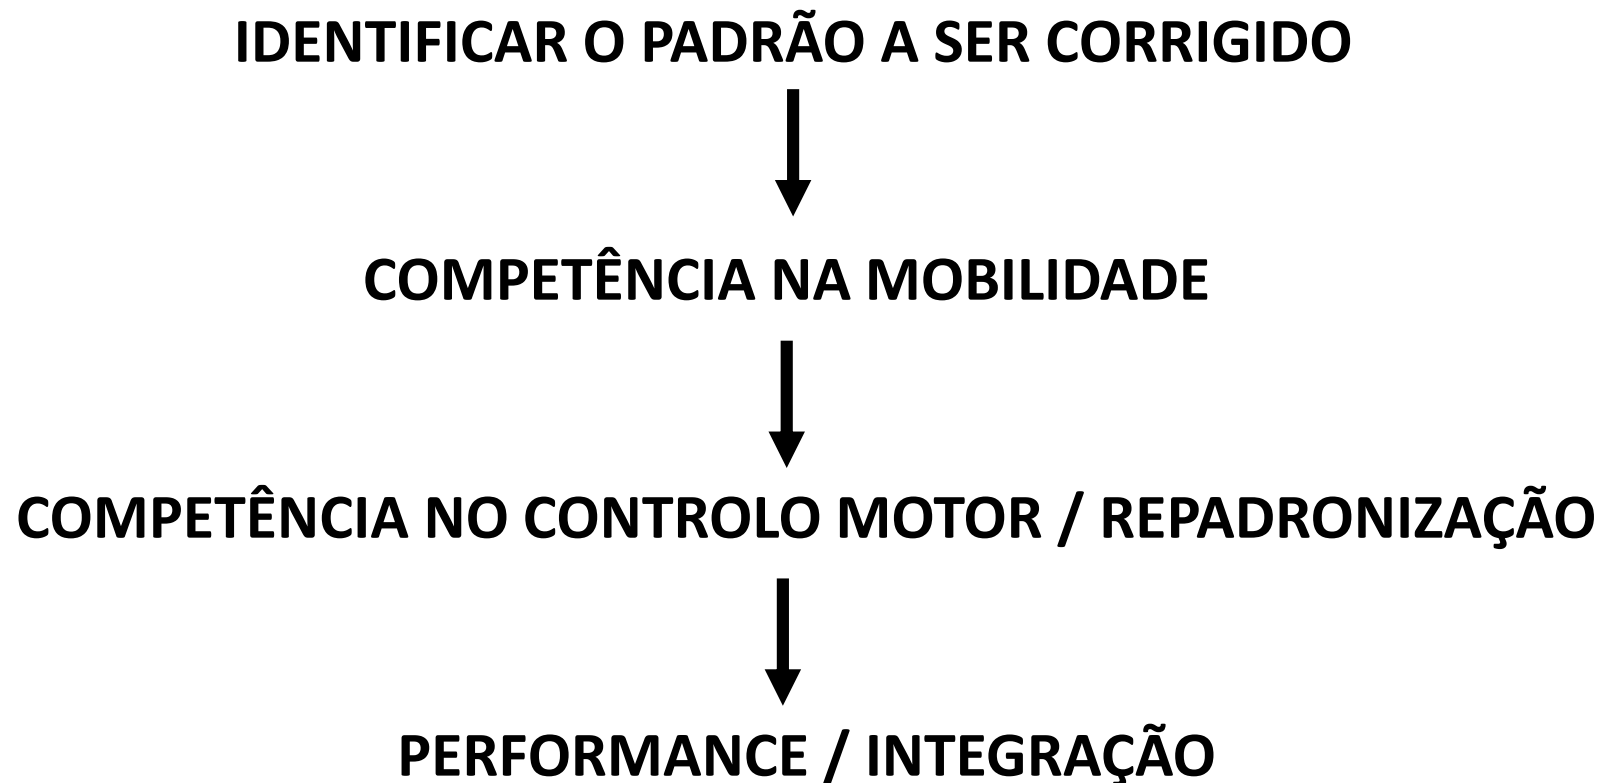 IDENTIFICAR O PADRÃO A SER CORRIGIDO
COMPETÊNCIA NA MOBILIDADE
COMPETÊNCIA NO CONTROLO MOTOR / REPADRONIZAÇÃO
PERFORMANCE / INTEGRAÇÃO